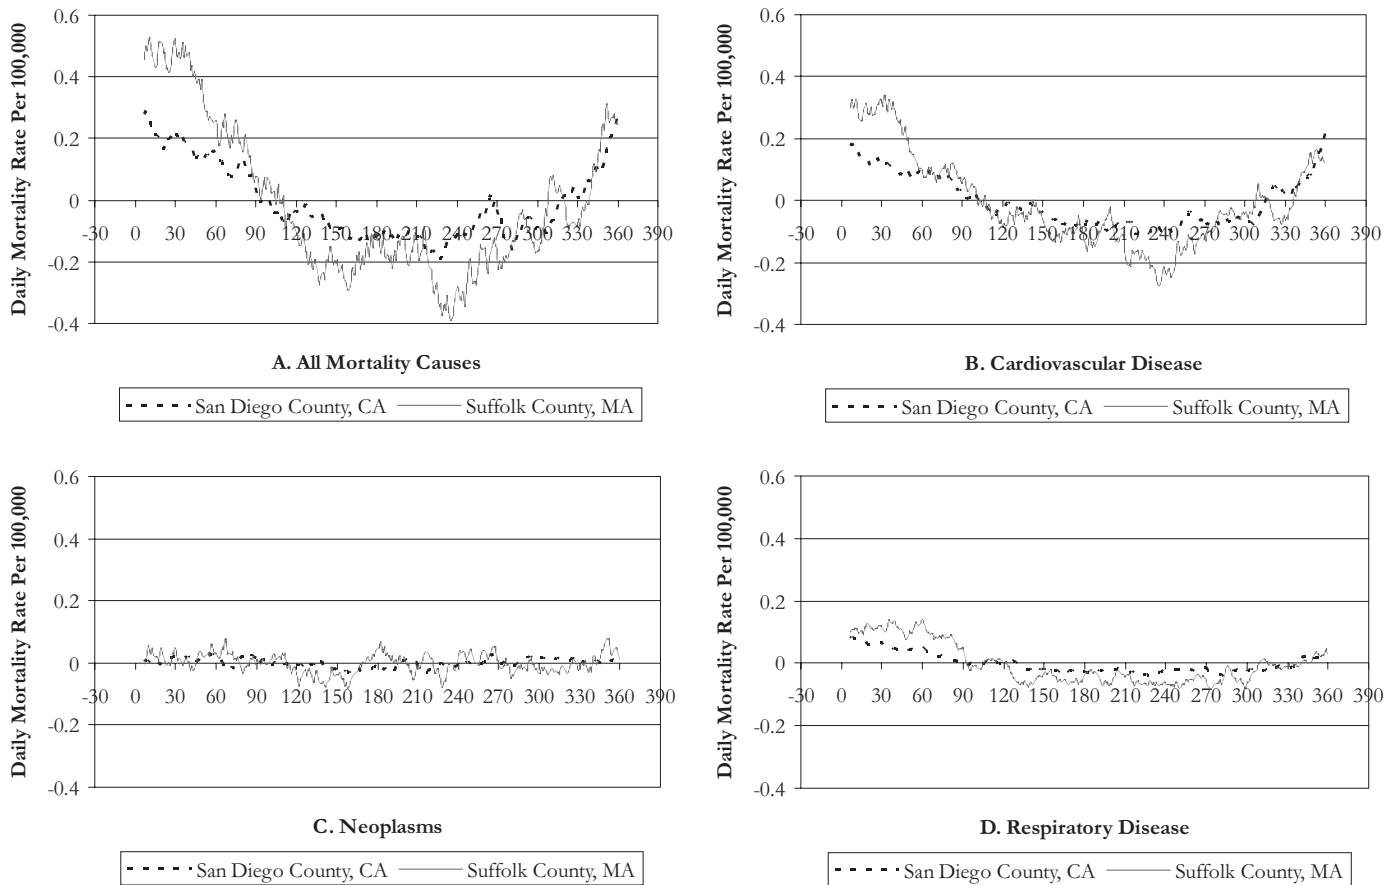 Daily Mortality Rate Per 100,000
0.6
0.4
0.2
0
-0.2
-0.4
-30 0 30 60 90 120 150 180 210 240 270 300 330 360 390
A. All Mortality Causes
San Diego County, CA Suffolk County, MA
Daily Mortality Rate Per 100,000
0.6
0.4
0.2
0
-0.2
-0.4
-30 0 30 60 90 120 150 180 210 240 270 300 330 360 390
B. Cardiovascular Disease
San Diego County, CA Suffolk County, MA
Daily Mortality Rate Per 100,000
0.6
0.4
0.2
0
-0.2
-0.4
-30 0 30 60 90 120 150 180 210 240 270 300 330 360 390
C. Neoplasms
San Diego County, CA Suffolk County, MA
Daily Mortality Rate Per 100,000
0.6
0.4
0.2
0
-0.2
-0.4
-30 0 30 60 90 120 150 180 210 240 270 300 330 360 390
D. Respiratory Disease
San Diego County, CA Suffolk County, MA